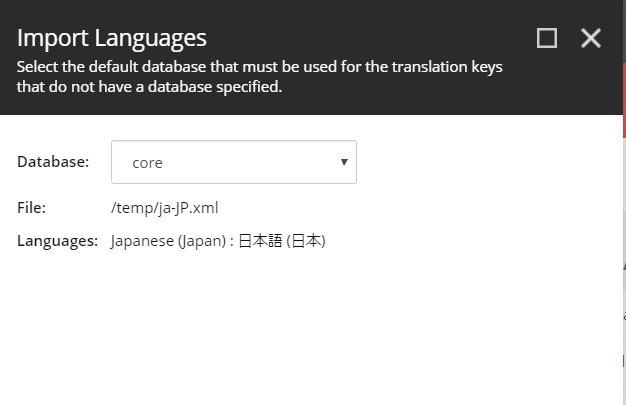 Import Languages
Select the default database that must be used for the translation keys
that do not have a database specified.
Database: core
File: /temp/ja-JP.xml
Languages: Japanese (Japan) : 日本語 (日本)